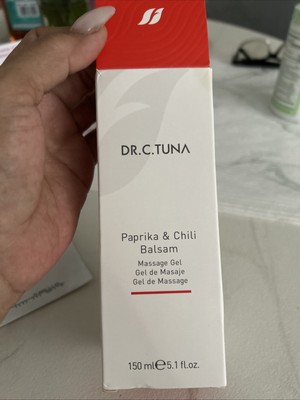 DR.C.TUNA
Paprika & Chili
Balsam
Massage Gel
Gel de Masaje
Gel de Massage
150 ml℮5.1 fl.oz.